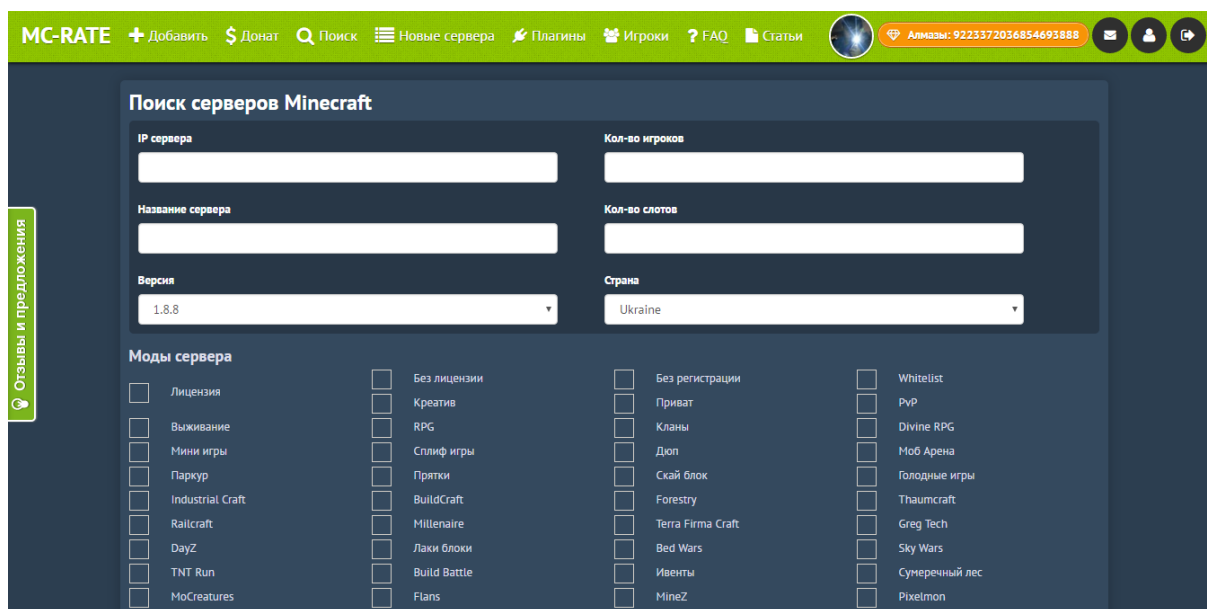 MC-RATE Добавить $ Донат Поиск Новые сервера Плагины Игроки ? FAQ Статьи Алмазы: 9223372036854693888
Поиск серверов Minecraft
IP сервера Кол-во игроков
Название сервера Кол-во слотов
Версия Страна
1.8.8 Ukraine
Отзывы и предложения
Моды сервера
Лицензия Без лицензии Без регистрации Whitelist
Креатив Приват PvP
Выживание RPG Кланы Divine RPG
Мини игры Сплиф игры Дюп Моб Арена
Паркур Прятки Скай блок Голодные игры
Industrial Craft BuildCraft Forestry Thaumcraft
Railcraft Millenaire Terra Firma Craft Greg Tech
DayZ Лаки блоки Bed Wars Sky Wars
TNT Run Build Battle Ивенты Сумеречный лес
MoCreatures Flans MineZ Pixelmon